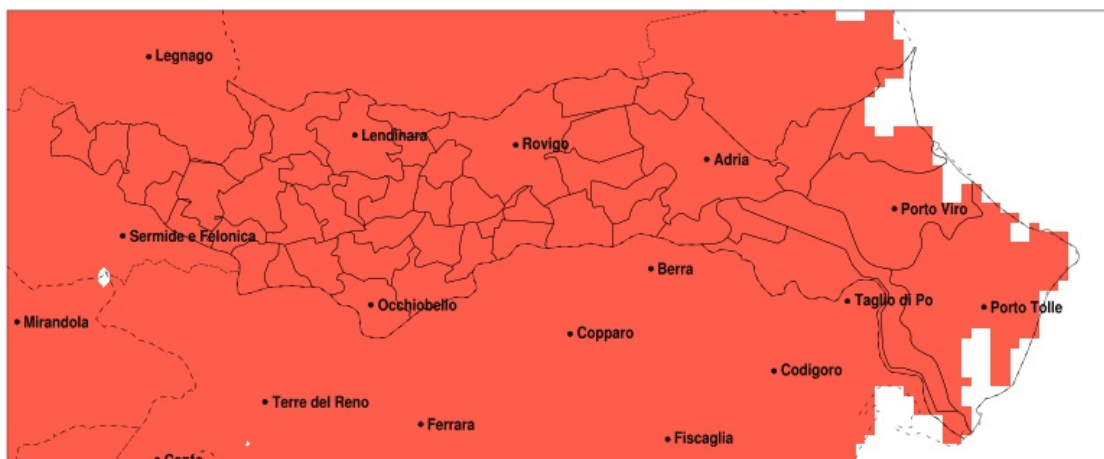 Legnago
Lendinara
Rovigo
Adria
Porto Viro
Sermide e Felonica
Berra
Occhiobello
Taglio di Po
Porto Tolle
Mirandola
Copparo
Codigoro
Terre del Reno
Ferrara
Fiscaglia